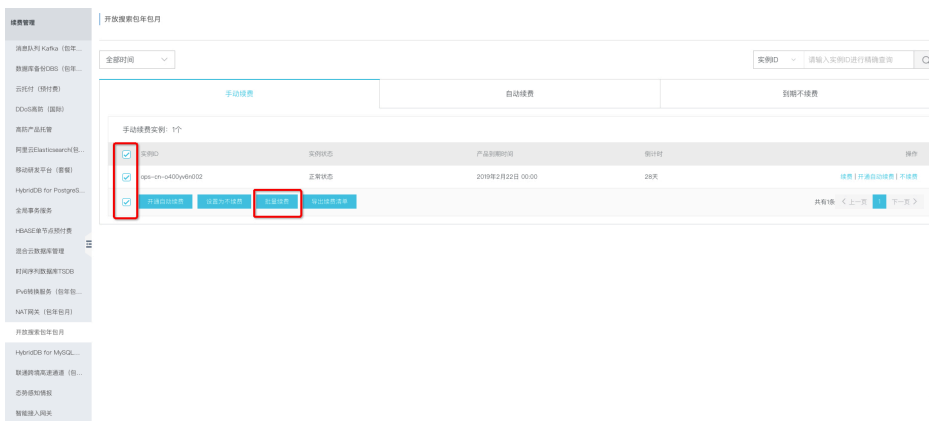 续费管理
开放搜索包年包月
消息队列 Kafka（包年...
数据库备份DBS（包年...
云托付（预付费）
DDoS高防（国际）
高防产品托管
阿里云Elasticsearch(包...
移动研发平台（套餐）
HybridDB for PostgreS...
全局事务服务
HBASE单节点预付费
混合云数据库管理
时间序列数据库TSDB
IPv6转换服务（包年包...
NAT网关（包年包月）
开放搜索包年包月
HybridDB for MySQL...
联通跨境高速通道（包...
态势感知情报
智能接入网关
全部时间
实例ID 请输入实例ID进行精确查询
手动续费 自动续费 到期不续费
手动续费实例：1个
实例ID 实例状态 产品到期时间 倒计时 操作
ops-cn-o400yv6n002 正常状态 2019年2月22日 00:00 28天 续费 | 开通自动续费 | 不续费
开通自动续费 设置为不续费 批量续费 导出续费清单 共有1条 < 上一页 1 下一页 >